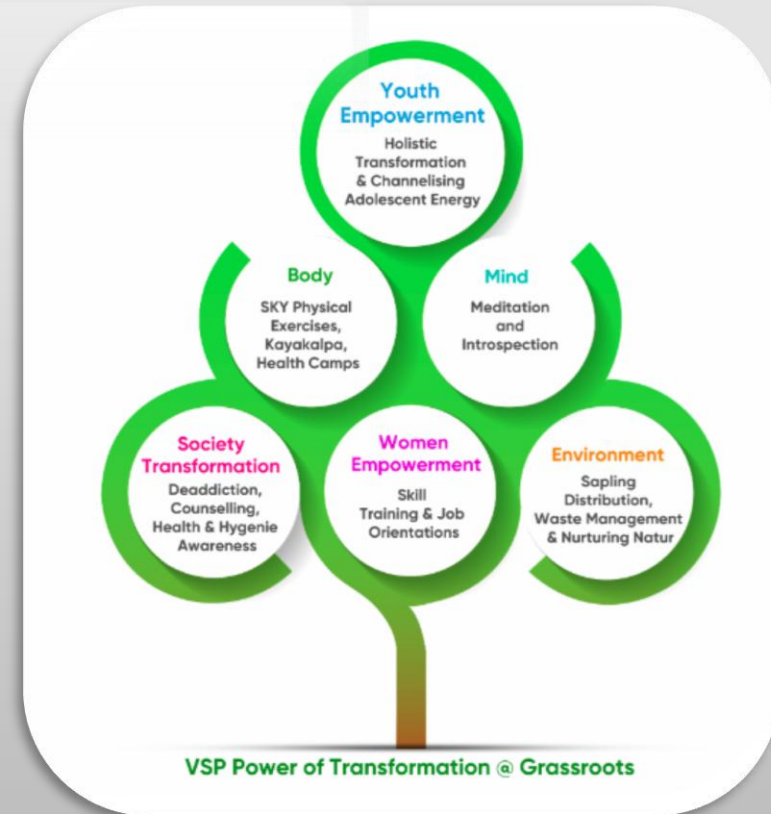 Youth
Empowerment
Holistic
Transformation
& Channelising
Adolescent Energy
Body
SKY Physical
Exercises,
Kayakalpa,
Health Camps
Mind
Meditation
and
Introspection
Society
Transformation
Deaddiction,
Counselling,
Health & Hygenie
Awareness
Women
Empowerment
Skill
Training & Job
Orientations
Environment
Sapling
Distribution,
Waste Management
& Nurturing Natur
VSP Power of Transformation @ Grassroots